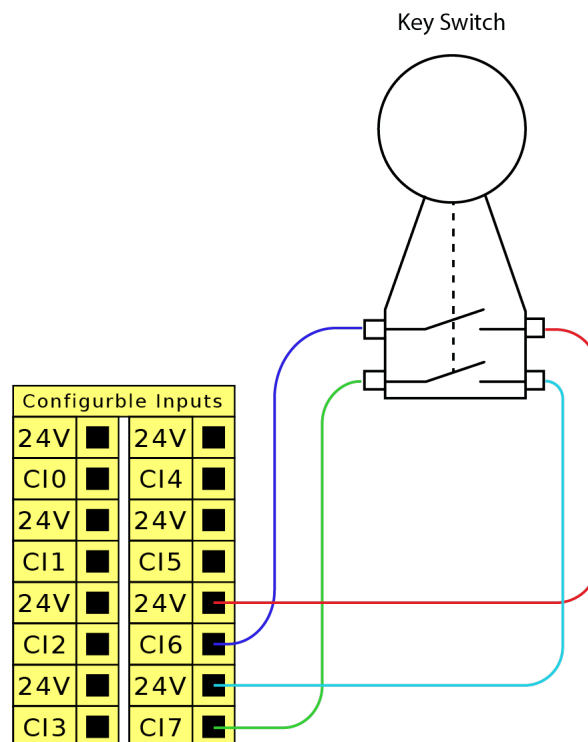 Key Switch
Configurble Inputs
24V 24V
CI0 CI4
24V 24V
CI1 CI5
24V 24V
CI2 CI6
24V 24V
CI3 CI7